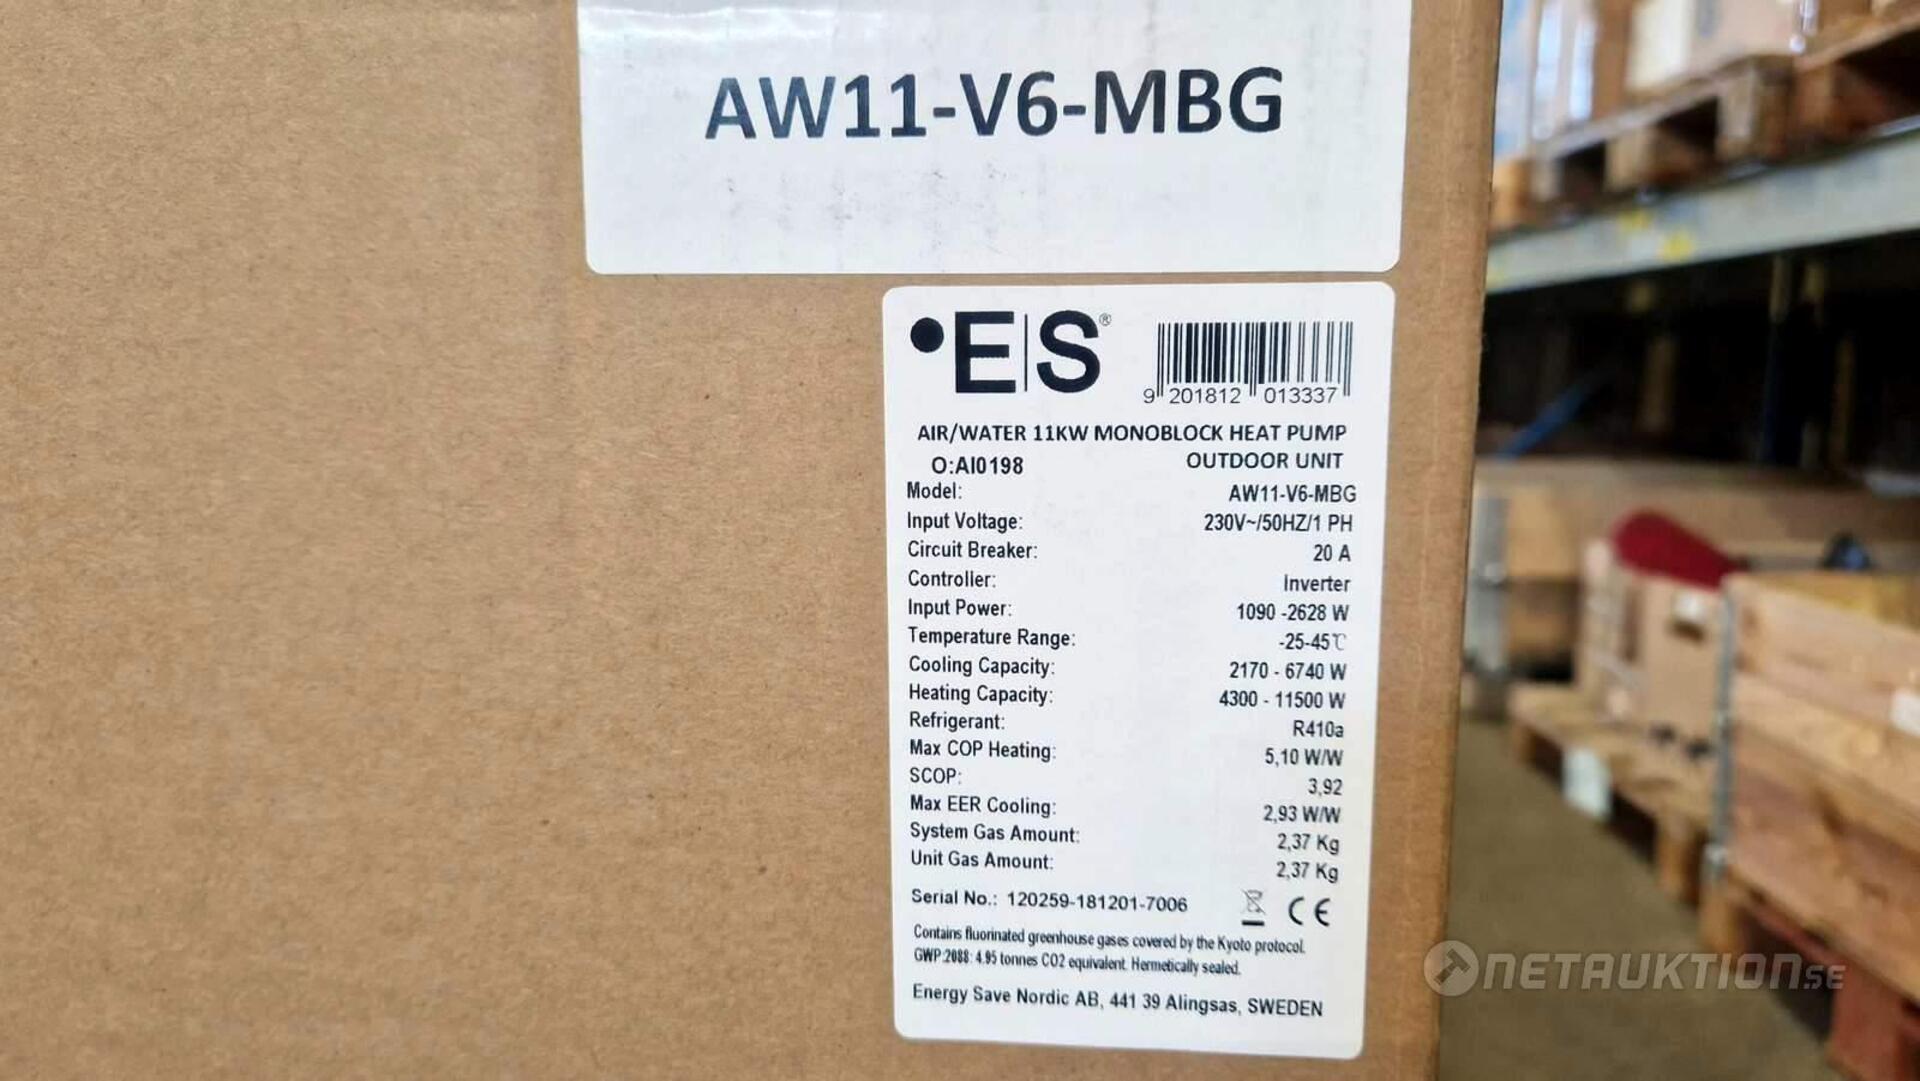 AW11-V6-MBG
E|S®
9 201812 013337
AIR/WATER 11KW MONOBLOCK HEAT PUMP
O:AI0198 OUTDOOR UNIT
Model: AW11-V6-MBG
Input Voltage: 230V~/50HZ/1 PH
Circuit Breaker: 20 A
Controller: Inverter
Input Power: 1090 -2628 W
Temperature Range: -25-45℃
Cooling Capacity: 2170 - 6740 W
Heating Capacity: 4300 - 11500 W
Refrigerant: R410a
Max COP Heating: 5,10 W/W
SCOP: 3,92
Max EER Cooling: 2,93 W/W
System Gas Amount: 2,37 Kg
Unit Gas Amount: 2,37 Kg
Serial No.: 120259-181201-7006 CE
Contains fluorinated greenhouse gases covered by the Kyoto protocol.
GWP:2088: 4.95 tonnes CO2 equivalent. Hermetically sealed.
Energy Save Nordic AB, 441 39 Alingsas, SWEDEN
NETAUKTION.SE